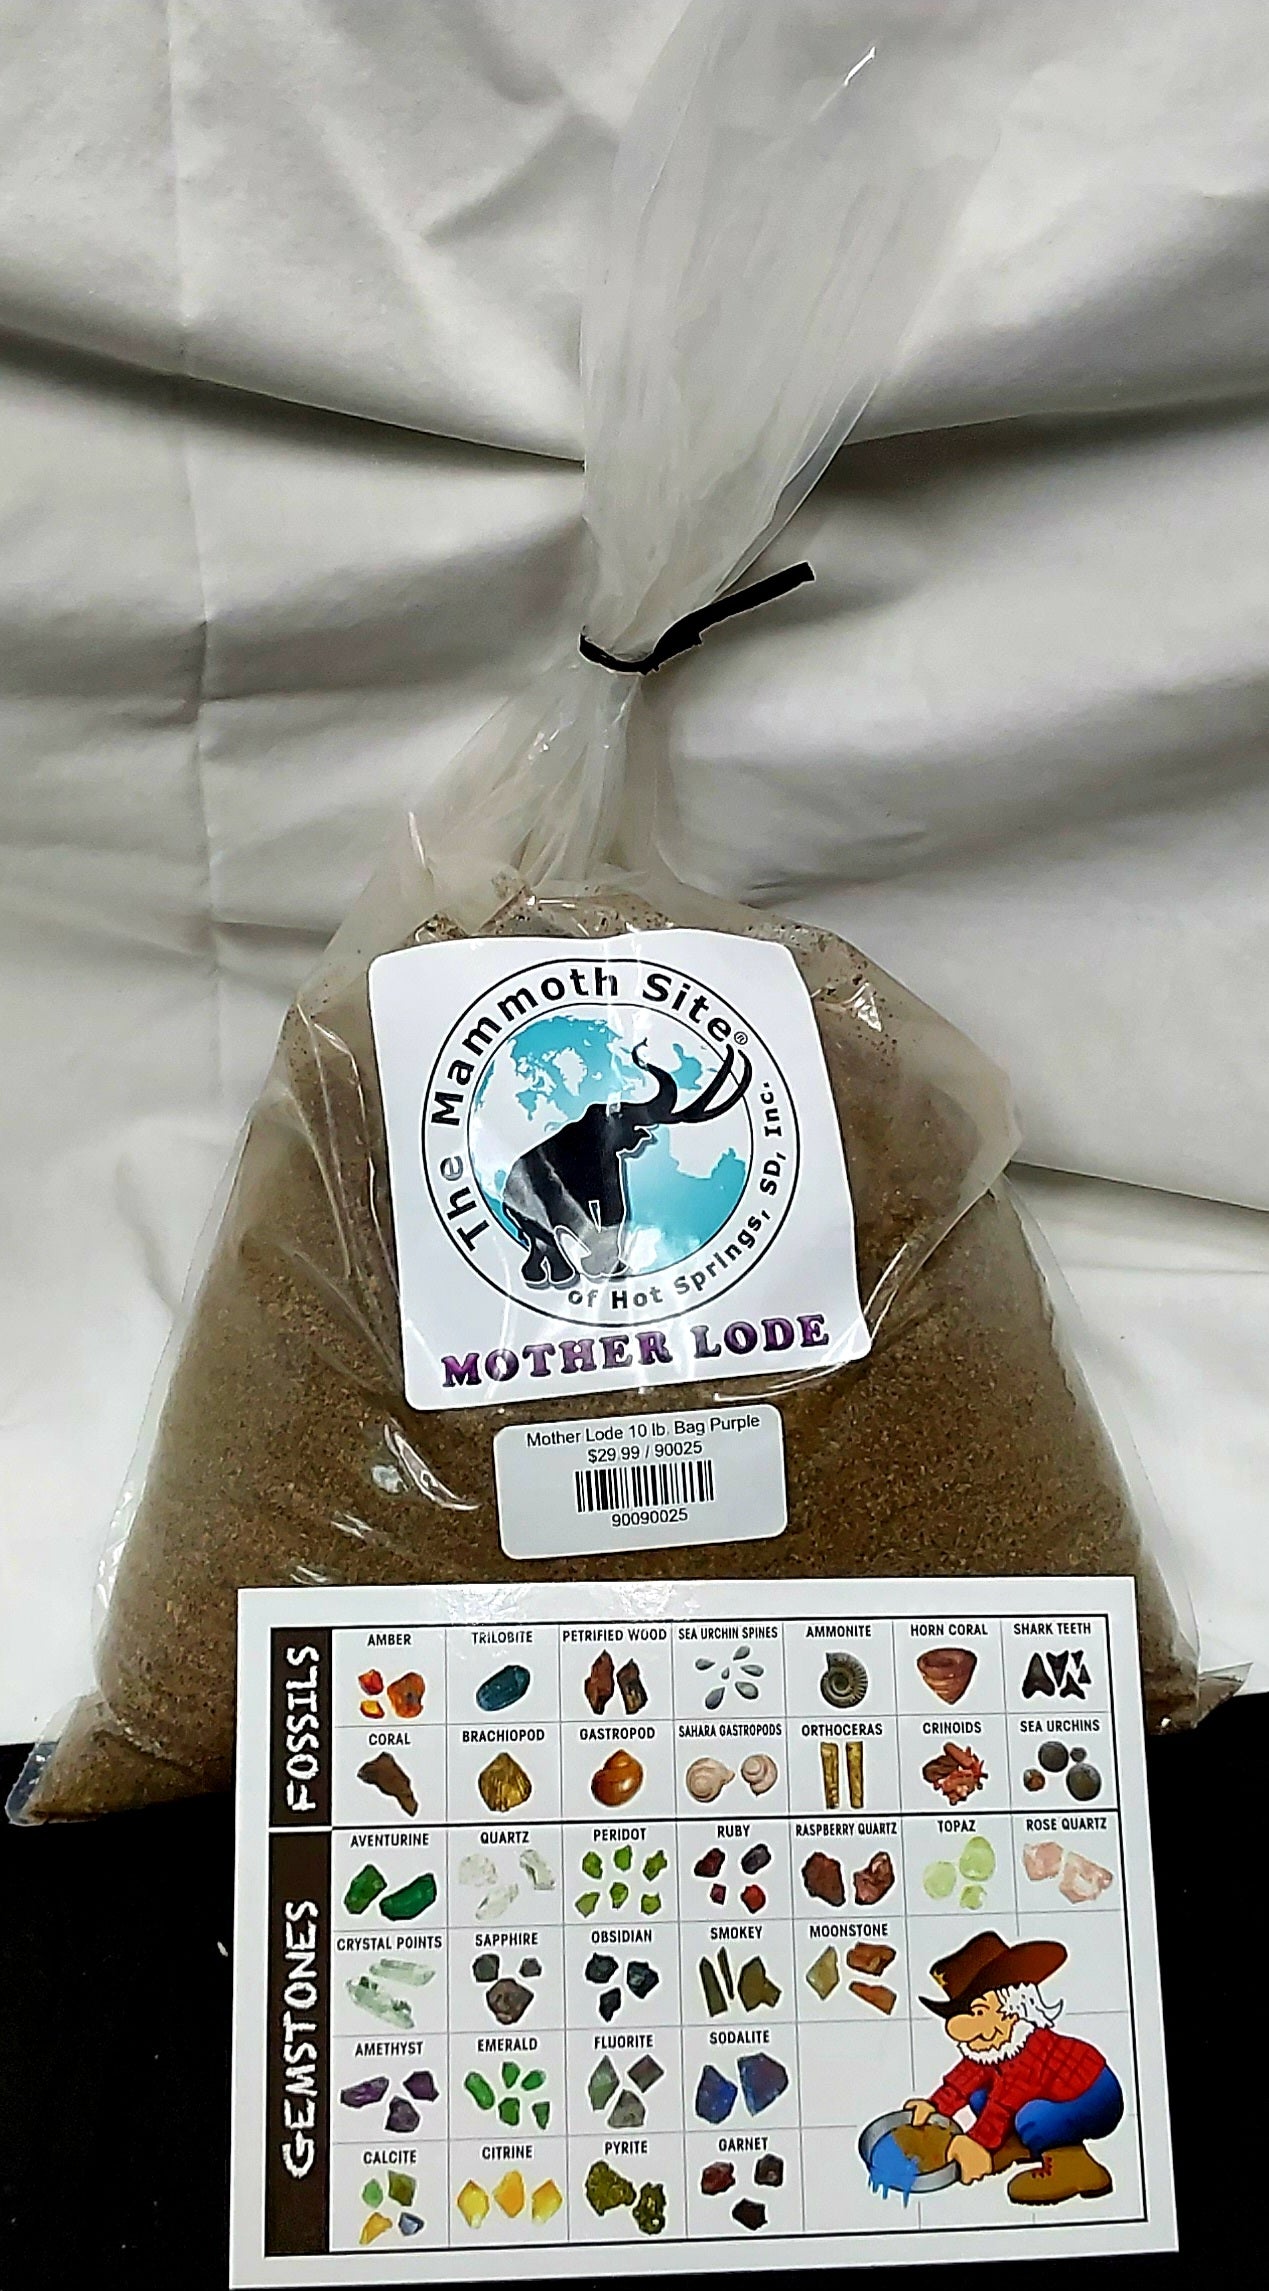 The Mammoth Site®
of Hot Springs, SD, Inc.
MOTHER LODE
Mother Lode 10 lb. Bag Purple
$29.99 / 90025
90090025
FOSSILS
AMBER TRILOBITE PETRIFIED WOOD SEA URCHIN SPINES AMMONITE HORN CORAL SHARK TEETH
CORAL BRACHIOPOD GASTROPOD SAHARA GASTROPODS ORTHOCERAS CRINOIDS SEA URCHINS
GEMSTONES
AVENTURINE QUARTZ PERIDOT RUBY RASPBERRY QUARTZ TOPAZ ROSE QUARTZ
CRYSTAL POINTS SAPPHIRE OBSIDIAN SMOKEY MOONSTONE
AMETHYST EMERALD FLUORITE SODALITE
CALCITE CITRINE PYRITE GARNET